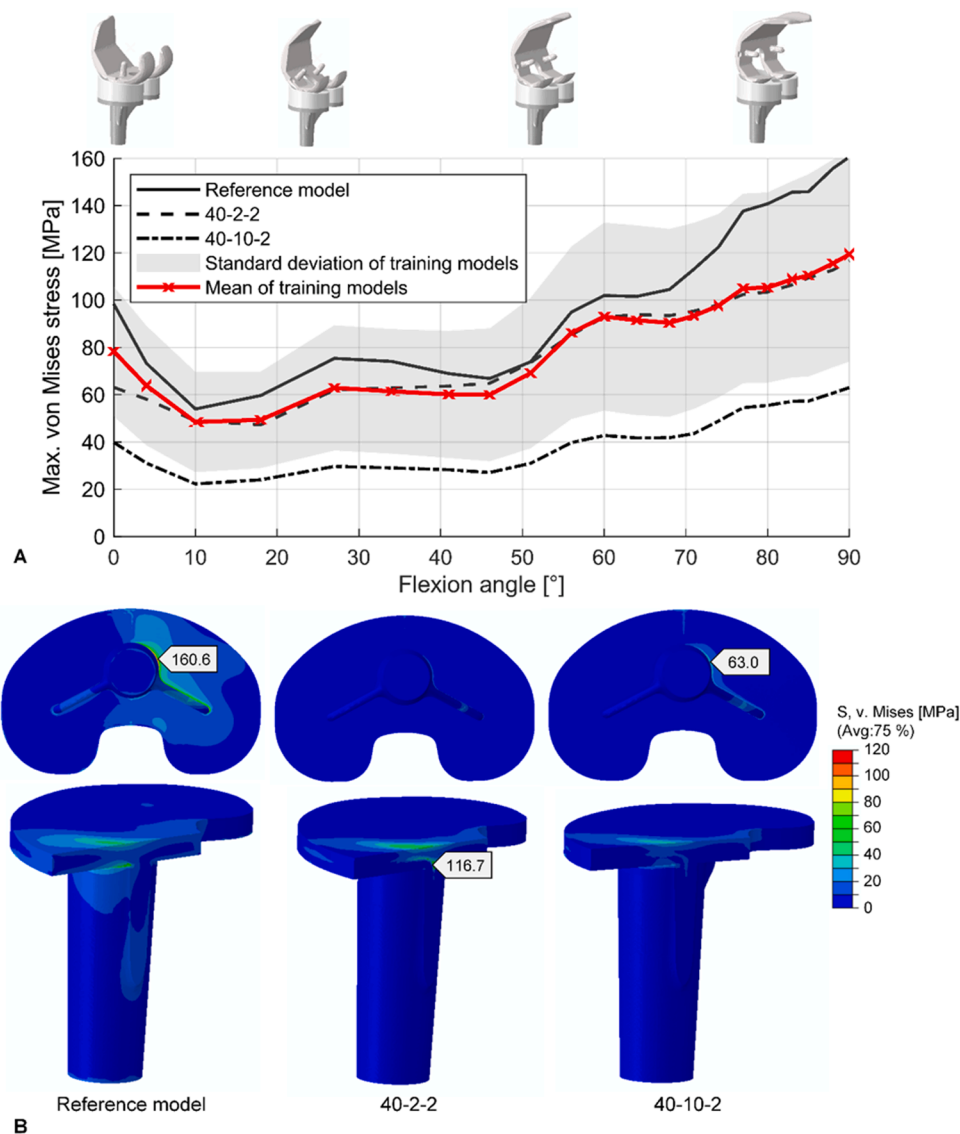 160
140
120
100
80
60
40
20
0
Max. von Mises stress [MPa]
Reference model
40-2-2
40-10-2
Standard deviation of training models
Mean of training models
0 10 20 30 40 50 60 70 80 90
Flexion angle [°]
A
160.6
63.0
S, v. Mises [MPa]
(Avg:75 %)
120
100
80
60
40
20
0
116.7
Reference model 40-2-2 40-10-2
B